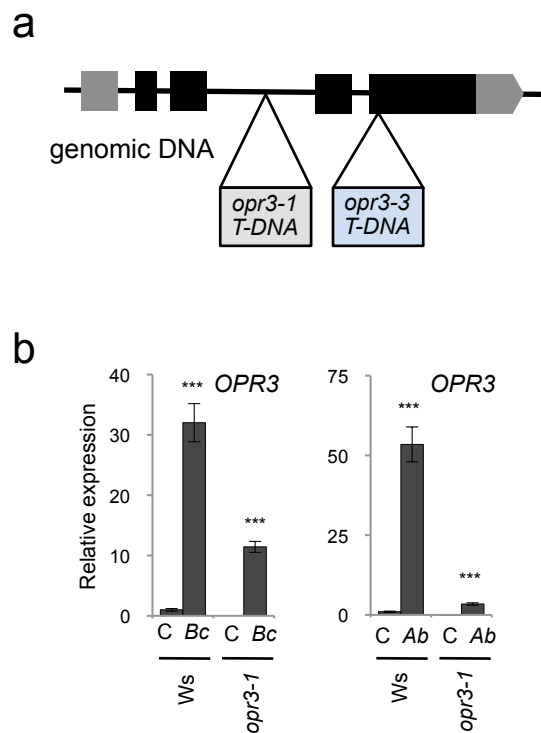 a
genomic DNA
opr3-1
T-DNA
opr3-3
T-DNA
b
Relative expression
40
30
20
10
0
***
OPR3
***
C Bc C Bc
Ws
opr3-1
75
50
25
0
***
OPR3
***
C Ab C Ab
Ws
opr3-1